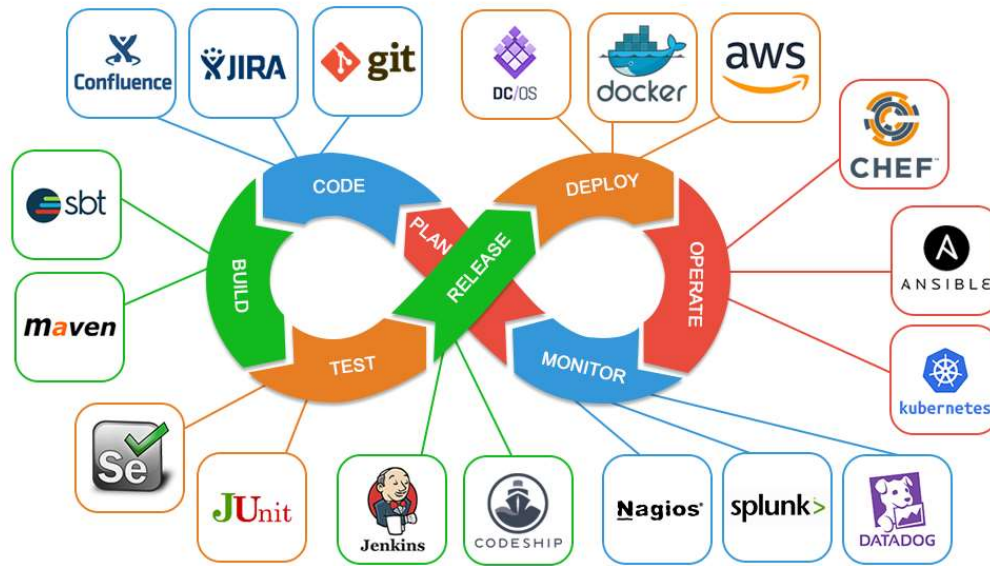 Confluence
JIRA
git
DC/OS
docker
aws
CHEF™
sbt
CODE
DEPLOY
PLAN
RELEASE
BUILD
OPERATE
ANSIBLE
maven
TEST
MONITOR
kubernetes
Se
JUnit
Jenkins
CODESHIP
Nagios®
splunk>
DATADOG